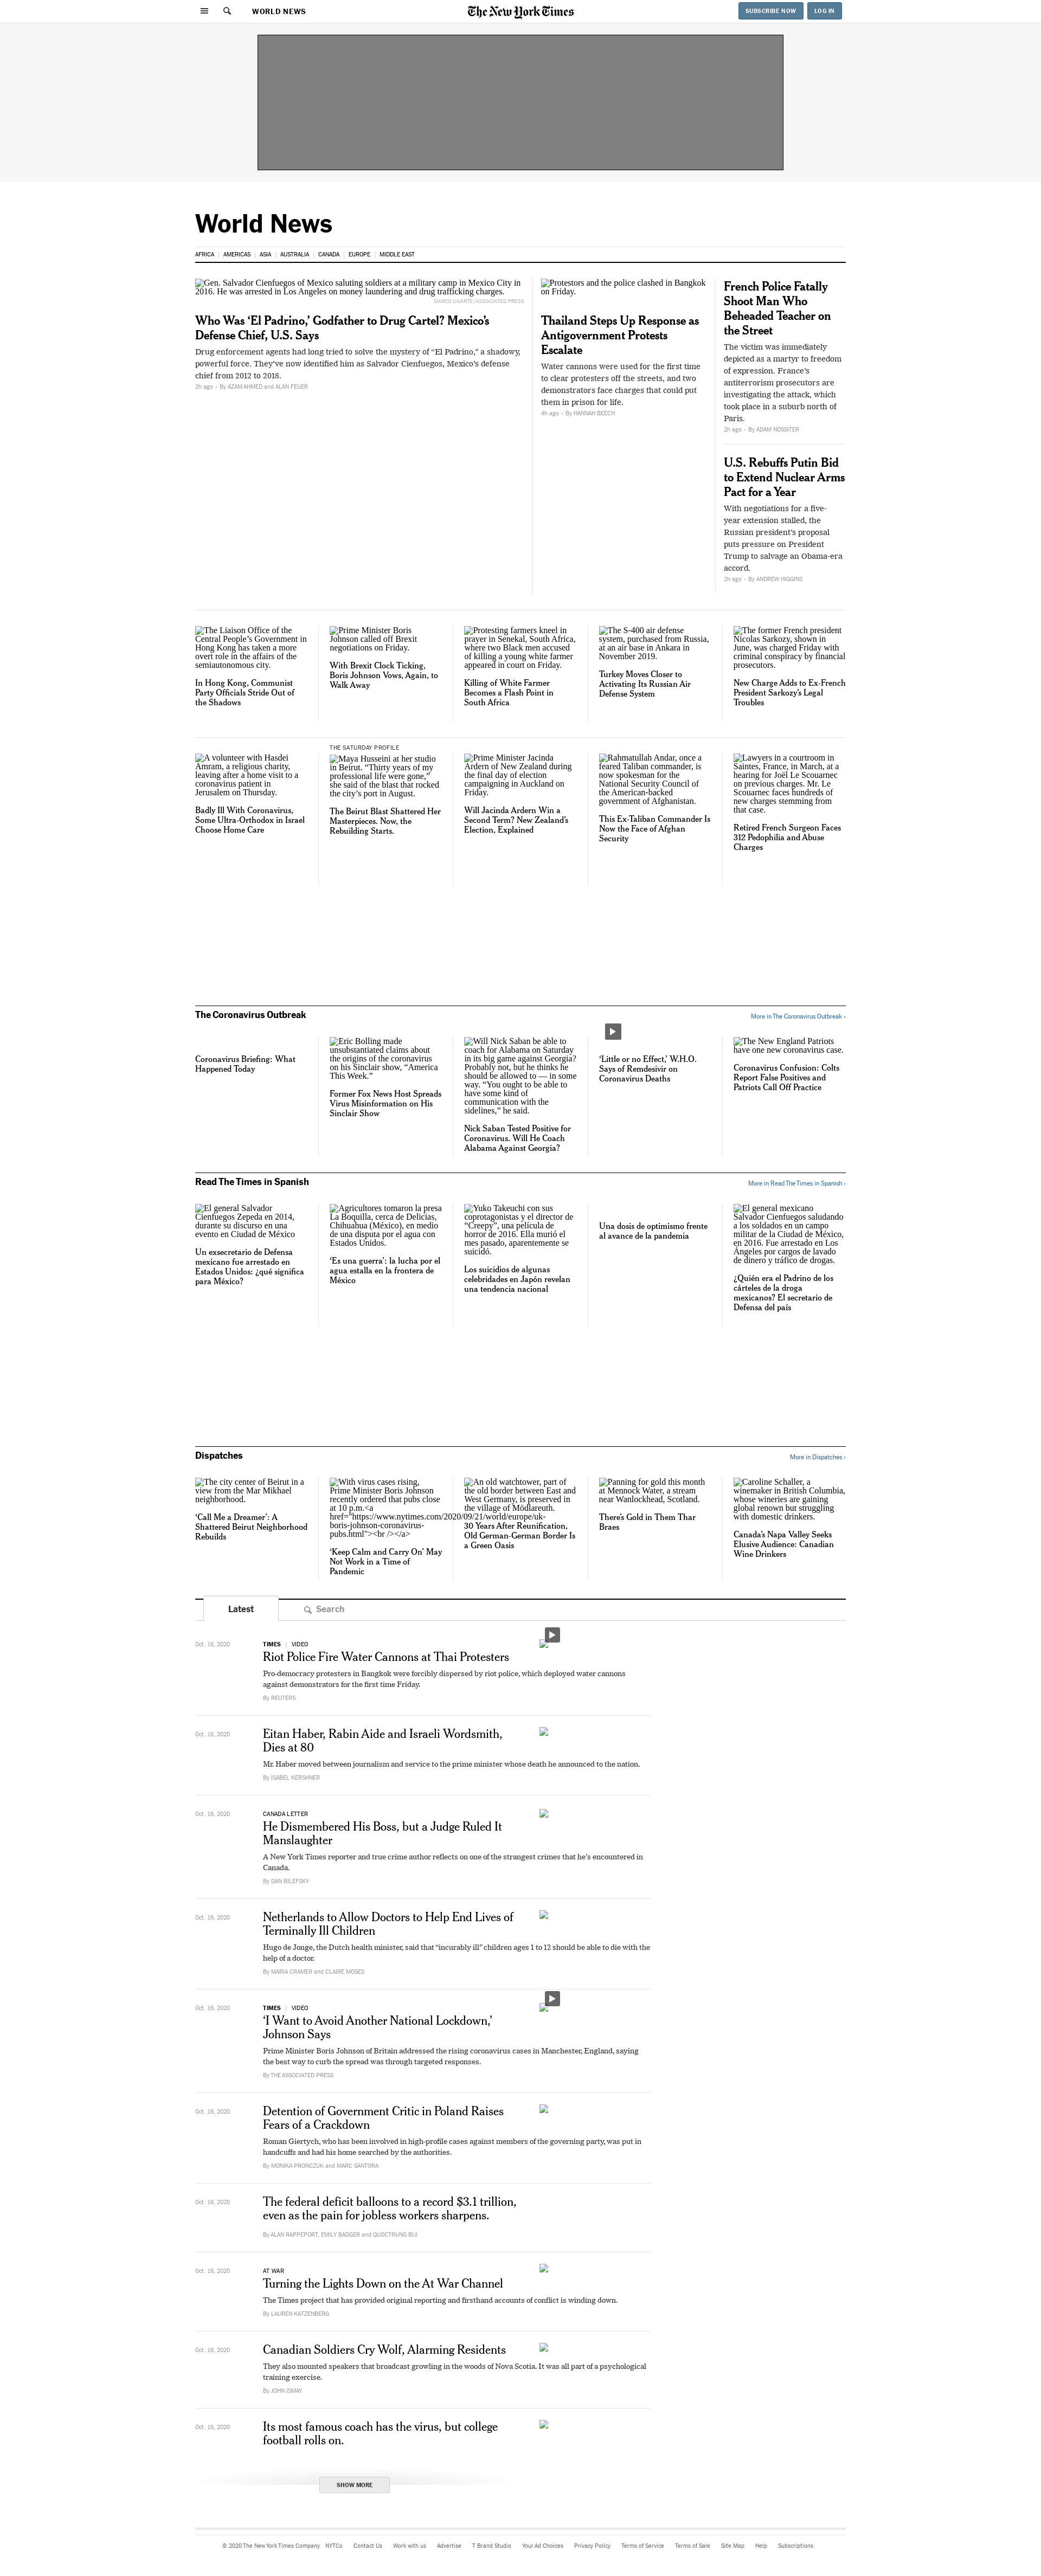 WORLD NEWS
The New York Times
SUBSCRIBE NOW
LOG IN
World News
AFRICA
AMERICAS
ASIA
AUSTRALIA
CANADA
EUROPE
MIDDLE EAST
Gen. Salvador Cienfuegos of Mexico saluting soldiers at a military camp in Mexico City in
2016. He was arrested in Los Angeles on money laundering and drug trafficking charges.
MARCO UGARTE/ASSOCIATED PRESS
Who Was ‘El Padrino,’ Godfather to Drug Cartel? Mexico’s
Defense Chief, U.S. Says
Drug enforcement agents had long tried to solve the mystery of “El Padrino,” a shadowy,
powerful force. They’ve now identified him as Salvador Cienfuegos, Mexico’s defense
chief from 2012 to 2018.
2h ago - By AZAM AHMED and ALAN FEUER
Protestors and the police clashed in Bangkok
on Friday.
Thailand Steps Up Response as
Antigovernment Protests
Escalate
Water cannons were used for the first time
to clear protesters off the streets, and two
demonstrators face charges that could put
them in prison for life.
4h ago - By HANNAH BEECH
French Police Fatally
Shoot Man Who
Beheaded Teacher on
the Street
The victim was immediately
depicted as a martyr to freedom
of expression. France’s
antiterrorism prosecutors are
investigating the attack, which
took place in a suburb north of
Paris.
2h ago - By ADAM NOSSITER
U.S. Rebuffs Putin Bid
to Extend Nuclear Arms
Pact for a Year
With negotiations for a five-
year extension stalled, the
Russian president’s proposal
puts pressure on President
Trump to salvage an Obama-era
accord.
2h ago - By ANDREW HIGGINS
The Liaison Office of the
Central People’s Government in
Hong Kong has taken a more
overt role in the affairs of the
semiautonomous city.
In Hong Kong, Communist
Party Officials Stride Out of
the Shadows
Prime Minister Boris
Johnson called off Brexit
negotiations on Friday.
With Brexit Clock Ticking,
Boris Johnson Vows, Again, to
Walk Away
Protesting farmers kneel in
prayer in Senekal, South Africa,
where two Black men accused
of killing a young white farmer
appeared in court on Friday.
Killing of White Farmer
Becomes a Flash Point in
South Africa
The S-400 air defense
system, purchased from Russia,
at an air base in Ankara in
November 2019.
Turkey Moves Closer to
Activating Its Russian Air
Defense System
The former French president
Nicolas Sarkozy, shown in
June, was charged Friday with
criminal conspiracy by financial
prosecutors.
New Charge Adds to Ex-French
President Sarkozy’s Legal
Troubles
A volunteer with Hasdei
Amram, a religious charity,
leaving after a home visit to a
coronavirus patient in
Jerusalem on Thursday.
Badly Ill With Coronavirus,
Some Ultra-Orthodox in Israel
Choose Home Care
THE SATURDAY PROFILE
Maya Husseini at her studio
in Beirut. “Thirty years of my
professional life were gone,”
she said of the blast that rocked
the city’s port in August.
The Beirut Blast Shattered Her
Masterpieces. Now, the
Rebuilding Starts.
Prime Minister Jacinda
Ardern of New Zealand during
the final day of election
campaigning in Auckland on
Friday.
Will Jacinda Ardern Win a
Second Term? New Zealand’s
Election, Explained
Rahmatullah Andar, once a
feared Taliban commander, is
now spokesman for the
National Security Council of
the American-backed
government of Afghanistan.
This Ex-Taliban Commander Is
Now the Face of Afghan
Security
Lawyers in a courtroom in
Saintes, France, in March, at a
hearing for Joël Le Scouarnec
on previous charges. Mr. Le
Scouarnec faces hundreds of
new charges stemming from
that case.
Retired French Surgeon Faces
312 Pedophilia and Abuse
Charges
The Coronavirus Outbreak
More in The Coronavirus Outbreak ›
Coronavirus Briefing: What
Happened Today
Eric Bolling made
unsubstantiated claims about
the origins of the coronavirus
on his Sinclair show, “America
This Week.”
Former Fox News Host Spreads
Virus Misinformation on His
Sinclair Show
Will Nick Saban be able to
coach for Alabama on Saturday
in its big game against Georgia?
Probably not, but he thinks he
should be allowed to — in some
way. “You ought to be able to
have some kind of
communication with the
sidelines,” he said.
Nick Saban Tested Positive for
Coronavirus. Will He Coach
Alabama Against Georgia?
‘Little or no Effect,’ W.H.O.
Says of Remdesivir on
Coronavirus Deaths
The New England Patriots
have one new coronavirus case.
Coronavirus Confusion: Colts
Report False Positives and
Patriots Call Off Practice
Read The Times in Spanish
More in Read The Times in Spanish ›
El general Salvador
Cienfuegos Zepeda en 2014,
durante su discurso en una
evento en Ciudad de México
Un exsecretario de Defensa
mexicano fue arrestado en
Estados Unidos: ¿qué significa
para México?
Agricultores tomaron la presa
La Boquilla, cerca de Delicias,
Chihuahua (México), en medio
de una disputa por el agua con
Estados Unidos.
‘Es una guerra’: la lucha por el
agua estalla en la frontera de
México
Yuko Takeuchi con sus
coprotagonistas y el director de
“Creepy”, una película de
horror de 2016. Ella murió el
mes pasado, aparentemente se
suicidó.
Los suicidios de algunas
celebridades en Japón revelan
una tendencia nacional
Una dosis de optimismo frente
al avance de la pandemia
El general mexicano
Salvador Cienfuegos saludando
a los soldados en un campo
militar de la Ciudad de México,
en 2016. Fue arrestado en Los
Ángeles por cargos de lavado
de dinero y tráfico de drogas.
¿Quién era el Padrino de los
cárteles de la droga
mexicanos? El secretario de
Defensa del país
Dispatches
More in Dispatches ›
The city center of Beirut in a
view from the Mar Mikhael
neighborhood.
‘Call Me a Dreamer’: A
Shattered Beirut Neighborhood
Rebuilds
With virus cases rising,
Prime Minister Boris Johnson
recently ordered that pubs close
at 10 p.m.<a
href="https://www.nytimes.com/2020/09/21/world/europe/uk-
boris-johnson-coronavirus-
pubs.html"><br /></a>
‘Keep Calm and Carry On’ May
Not Work in a Time of
Pandemic
An old watchtower, part of
the old border between East and
West Germany, is preserved in
the village of Mödlareuth.
30 Years After Reunification,
Old German-German Border Is
a Green Oasis
Panning for gold this month
at Mennock Water, a stream
near Wanlockhead, Scotland.
There’s Gold in Them Thar
Braes
Caroline Schaller, a
winemaker in British Columbia,
whose wineries are gaining
global renown but struggling
with domestic drinkers.
Canada’s Napa Valley Seeks
Elusive Audience: Canadian
Wine Drinkers
Latest
Search
Oct. 16, 2020
TIMES | VIDEO
Riot Police Fire Water Cannons at Thai Protesters
Pro-democracy protesters in Bangkok were forcibly dispersed by riot police, which deployed water cannons
against demonstrators for the first time Friday.
By REUTERS
Oct. 16, 2020
Eitan Haber, Rabin Aide and Israeli Wordsmith,
Dies at 80
Mr. Haber moved between journalism and service to the prime minister whose death he announced to the nation.
By ISABEL KERSHNER
Oct. 16, 2020
CANADA LETTER
He Dismembered His Boss, but a Judge Ruled It
Manslaughter
A New York Times reporter and true crime author reflects on one of the strangest crimes that he’s encountered in
Canada.
By DAN BILEFSKY
Oct. 16, 2020
Netherlands to Allow Doctors to Help End Lives of
Terminally Ill Children
Hugo de Jonge, the Dutch health minister, said that “incurably ill” children ages 1 to 12 should be able to die with the
help of a doctor.
By MARIA CRAMER and CLAIRE MOSES
Oct. 16, 2020
TIMES | VIDEO
‘I Want to Avoid Another National Lockdown,’
Johnson Says
Prime Minister Boris Johnson of Britain addressed the rising coronavirus cases in Manchester, England, saying
the best way to curb the spread was through targeted responses.
By THE ASSOCIATED PRESS
Oct. 16, 2020
Detention of Government Critic in Poland Raises
Fears of a Crackdown
Roman Giertych, who has been involved in high-profile cases against members of the governing party, was put in
handcuffs and had his home searched by the authorities.
By MONIKA PRONCZUK and MARC SANTORA
Oct. 16, 2020
The federal deficit balloons to a record $3.1 trillion,
even as the pain for jobless workers sharpens.
By ALAN RAPPEPORT, EMILY BADGER and QUOCTRUNG BUI
Oct. 16, 2020
AT WAR
Turning the Lights Down on the At War Channel
The Times project that has provided original reporting and firsthand accounts of conflict is winding down.
By LAUREN KATZENBERG
Oct. 16, 2020
Canadian Soldiers Cry Wolf, Alarming Residents
They also mounted speakers that broadcast growling in the woods of Nova Scotia. It was all part of a psychological
training exercise.
By JOHN ISMAY
Oct. 16, 2020
Its most famous coach has the virus, but college
football rolls on.
SHOW MORE
© 2020 The New York Times Company
NYTCo
Contact Us
Work with us
Advertise
T Brand Studio
Your Ad Choices
Privacy Policy
Terms of Service
Terms of Sale
Site Map
Help
Subscriptions